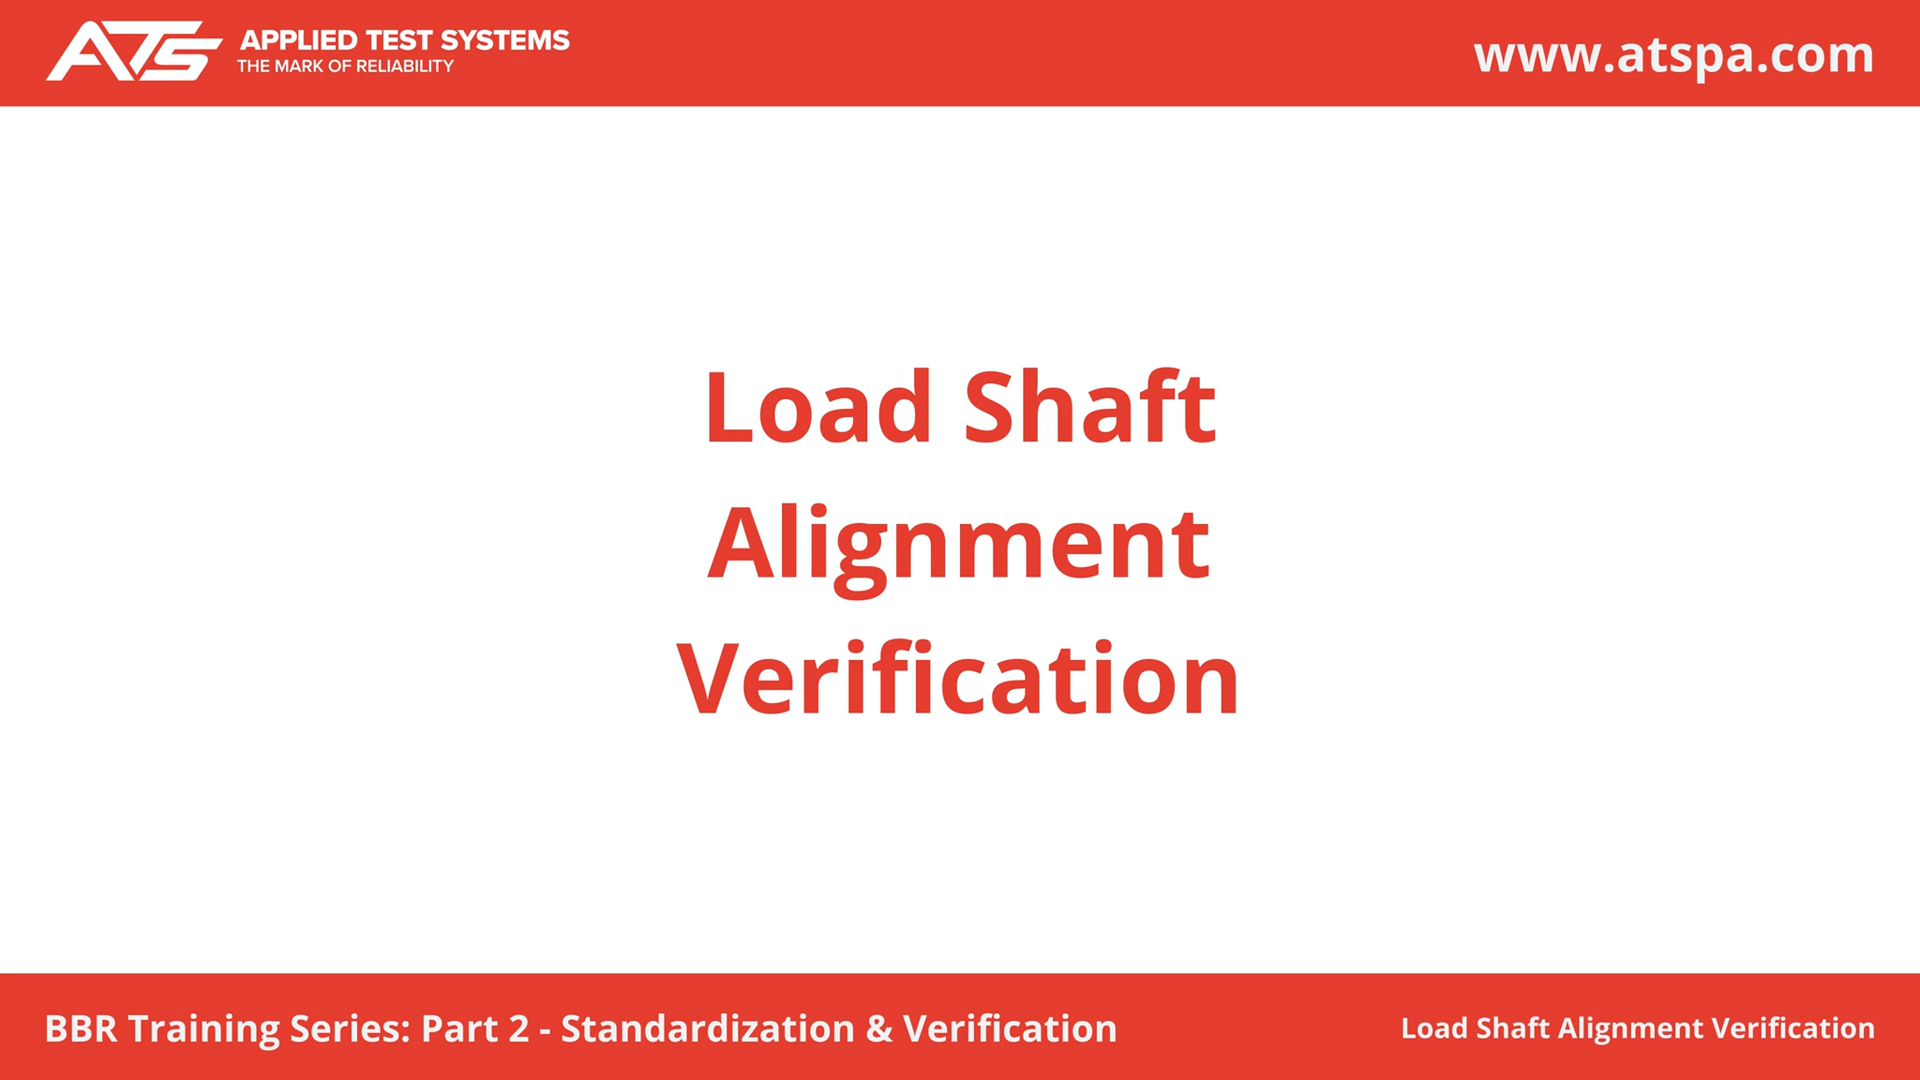 ATS
APPLIED TEST SYSTEMS
THE MARK OF RELIABILITY
www.atspa.com
Load Shaft
Alignment
Verification
BBR Training Series: Part 2 - Standardization & Verification
Load Shaft Alignment Verification